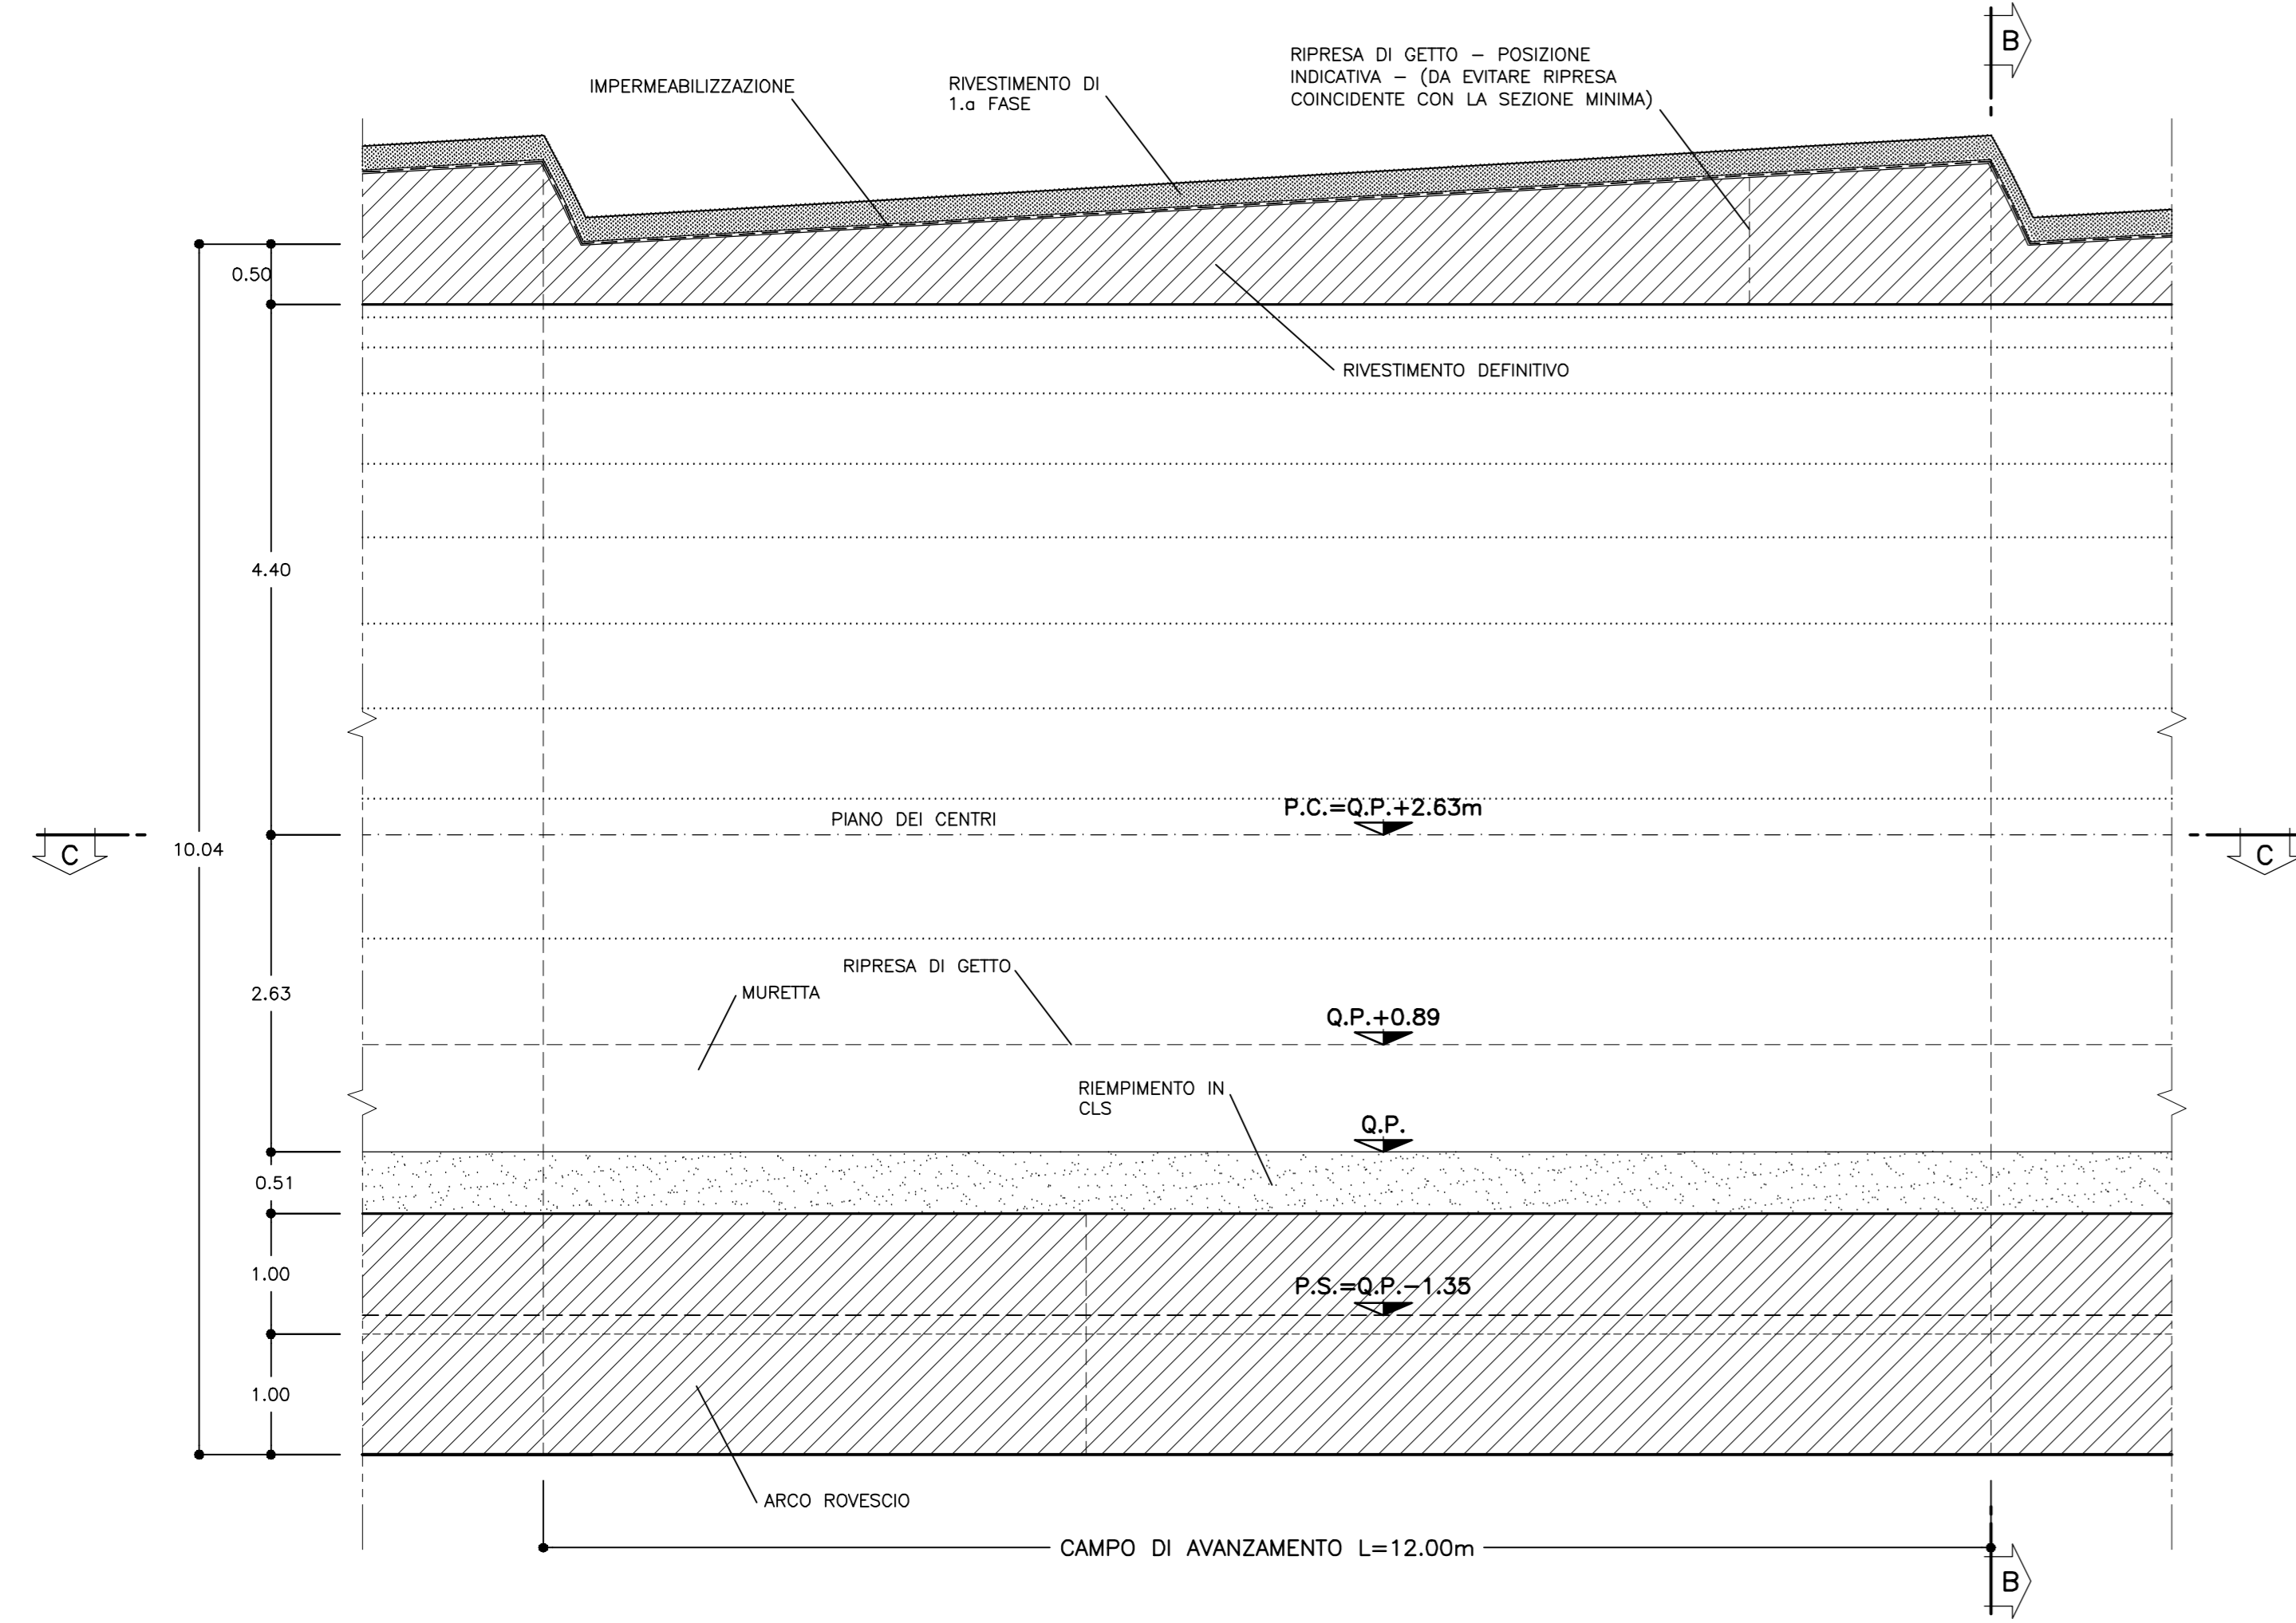 B
RIPRESA DI GETTO – POSIZIONE
INDICATIVA – (DA EVITARE RIPRESA
COINCIDENTE CON LA SEZIONE MINIMA)
IMPERMEABILIZZAZIONE
RIVESTIMENTO DI
1.a FASE
0.50
RIVESTIMENTO DEFINITIVO
4.40
PIANO DEI CENTRI
P.C.=Q.P.+2.63m
C
10.04
C
2.63
RIPRESA DI GETTO
MURETTA
Q.P.+0.89
RIEMPIMENTO IN
CLS
Q.P.
0.51
1.00
P.S.=Q.P.–1.35
1.00
ARCO ROVESCIO
CAMPO DI AVANZAMENTO L=12.00m
B